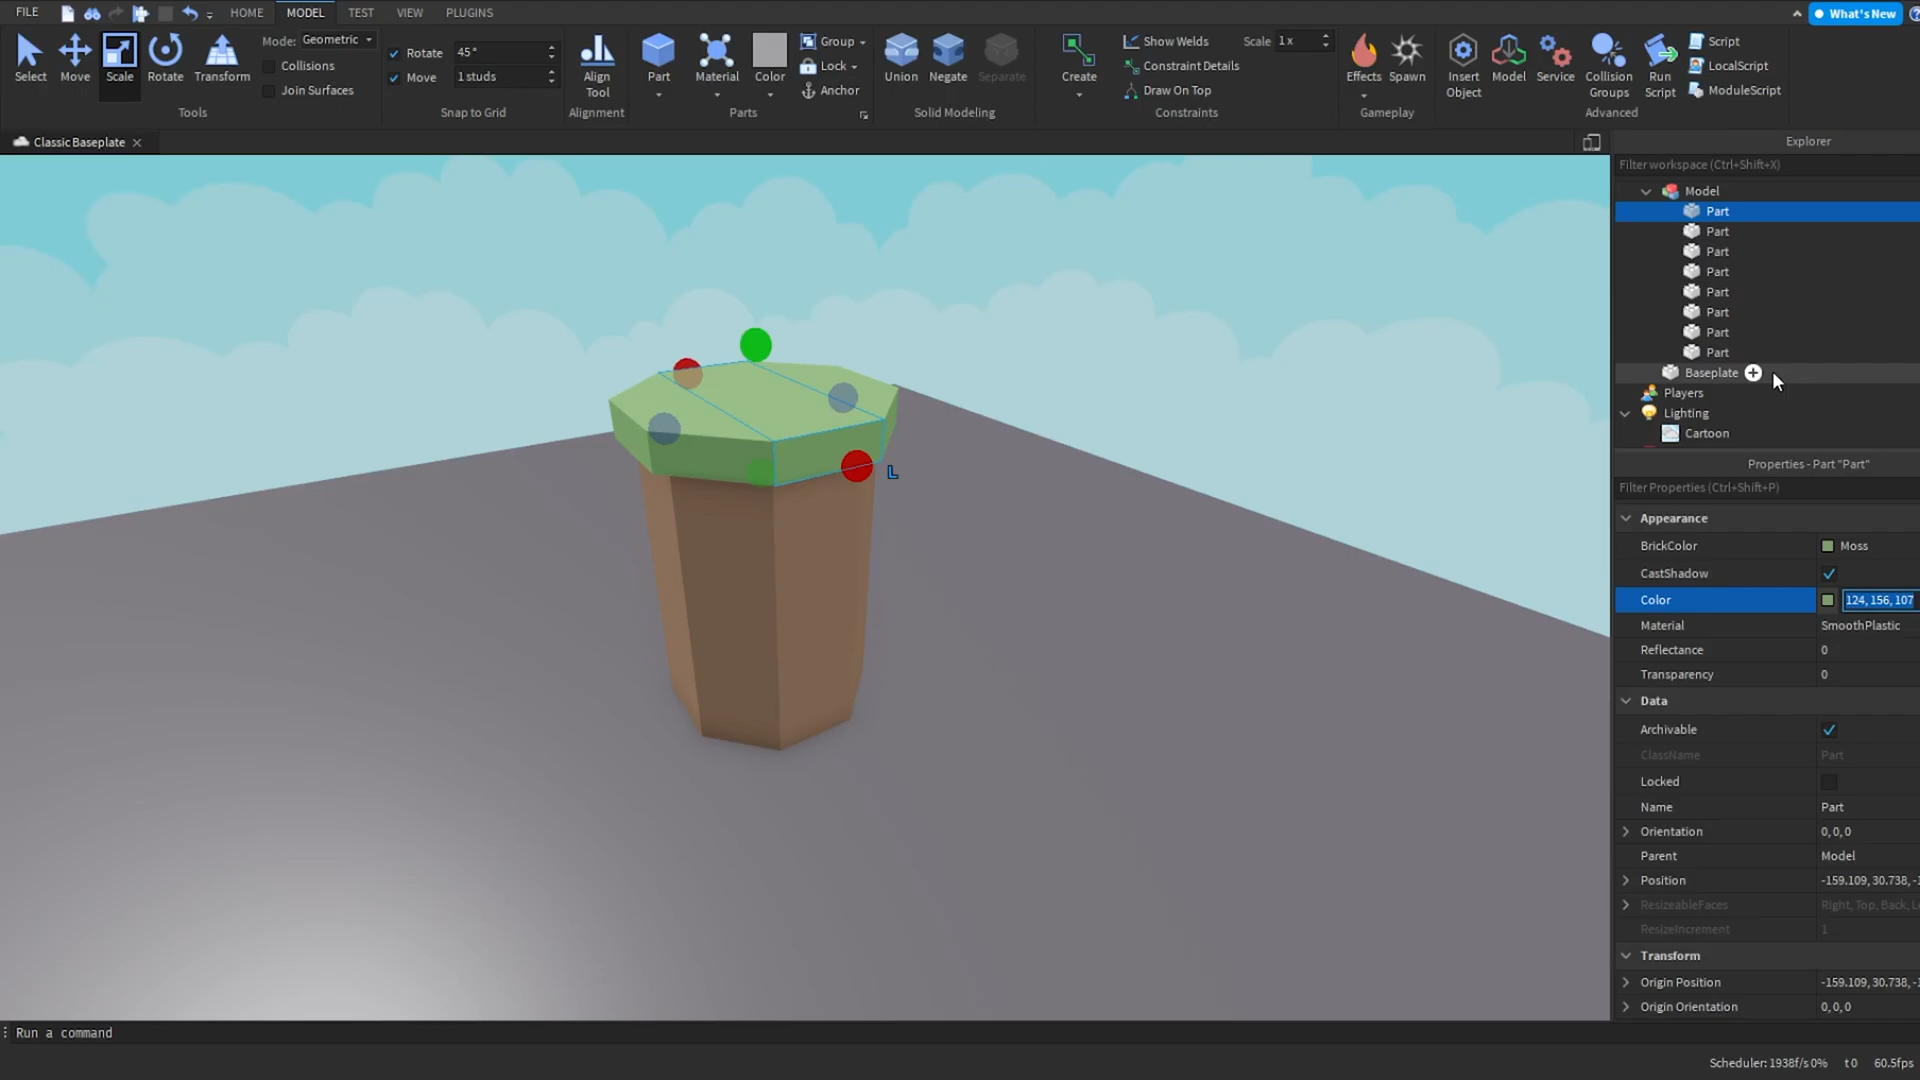 FILE HOME MODEL TEST VIEW PLUGINS What's New
Select Move Scale Rotate Transform
Mode: Geometric
Collisions
Join Surfaces
Tools
Rotate 45°
Move 1 studs
Snap to Grid
Align Tool
Alignment
Part Material Color
Group
Lock
Anchor
Parts
Union Negate Separate
Solid Modeling
Create
Show Welds
Constraint Details
Draw On Top
Scale 1 x
Constraints
Effects Spawn
Gameplay
Insert Object Model Service Collision Groups Run Script
Script
LocalScript
ModuleScript
Advanced
Classic Baseplate
Explorer
Filter workspace (Ctrl+Shift+X)
Model
Part
Part
Part
Part
Part
Part
Part
Part
Baseplate
Players
Lighting
Cartoon
L
Properties - Part "Part"
Filter Properties (Ctrl+Shift+P)
Appearance
BrickColor Moss
CastShadow
Color 124, 156, 107
Material SmoothPlastic
Reflectance 0
Transparency 0
Data
Archivable
ClassName Part
Locked
Name Part
Orientation 0, 0, 0
Parent Model
Position -159.109, 30.738, -1
ResizeableFaces Right, Top, Back, L
ResizeIncrement 1
Transform
Origin Position -159.109, 30.738, -1
Origin Orientation 0, 0, 0
Run a command
Scheduler: 1938f/s 0% t 0 60.5fps